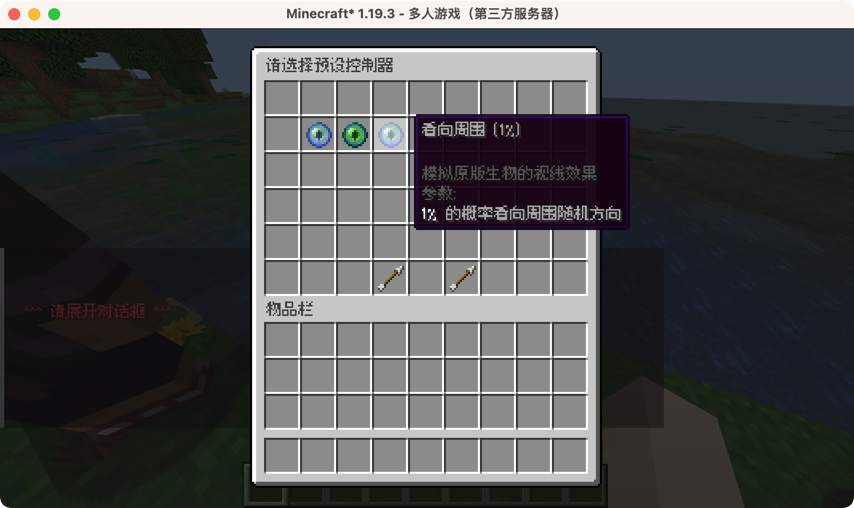 Minecraft* 1.19.3 - 多人游戏（第三方服务器）
请选择预设控制器
看向周围 (1%)
模拟原版生物的视线效果
参数:
1% 的概率看向周围随机方向
^^^ 请展开对话框 ^^^
物品栏